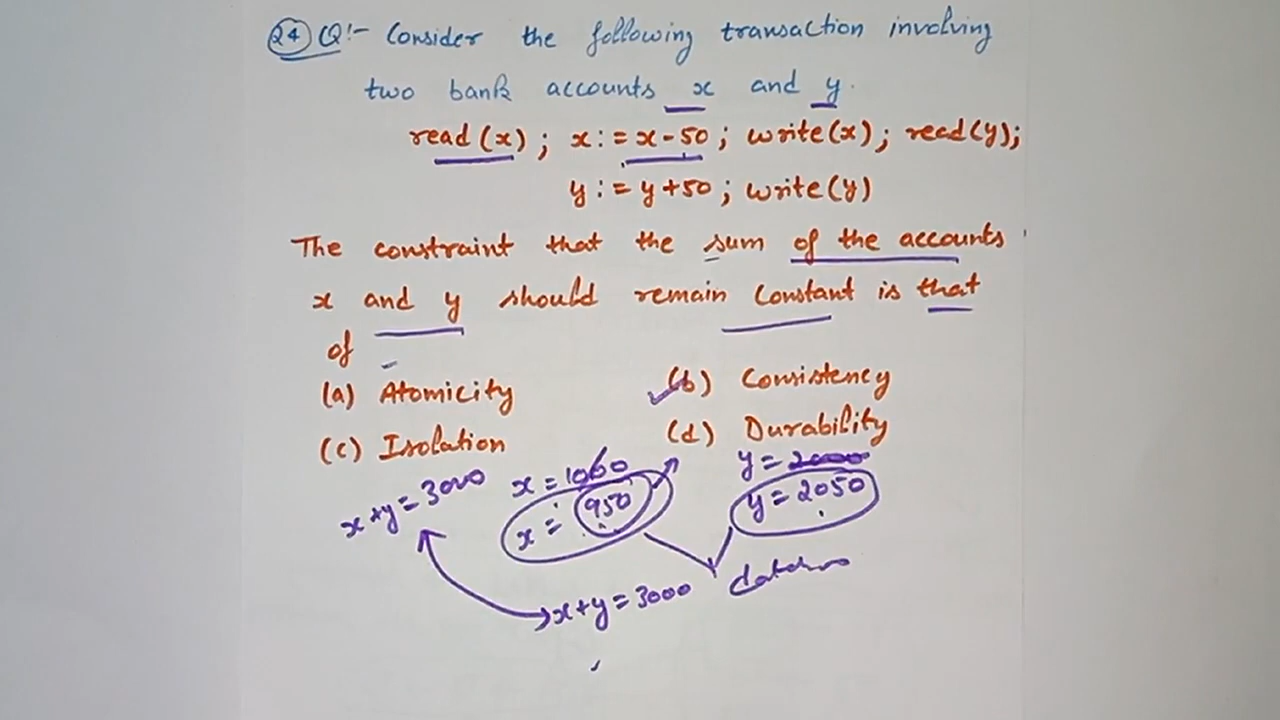 24 Q:- Consider the following transaction involving
two bank accounts x and y.
read(x); x:=x-50; write(x); read(y);
y:=y+50; write(y)
The constraint that the sum of the accounts
x and y should remain constant is that
of
(a) Atomicity (b) Consistency
(c) Isolation (d) Durability
x+y=3000 x=1000 y=2000
x=950 y=2050
x+y=3000